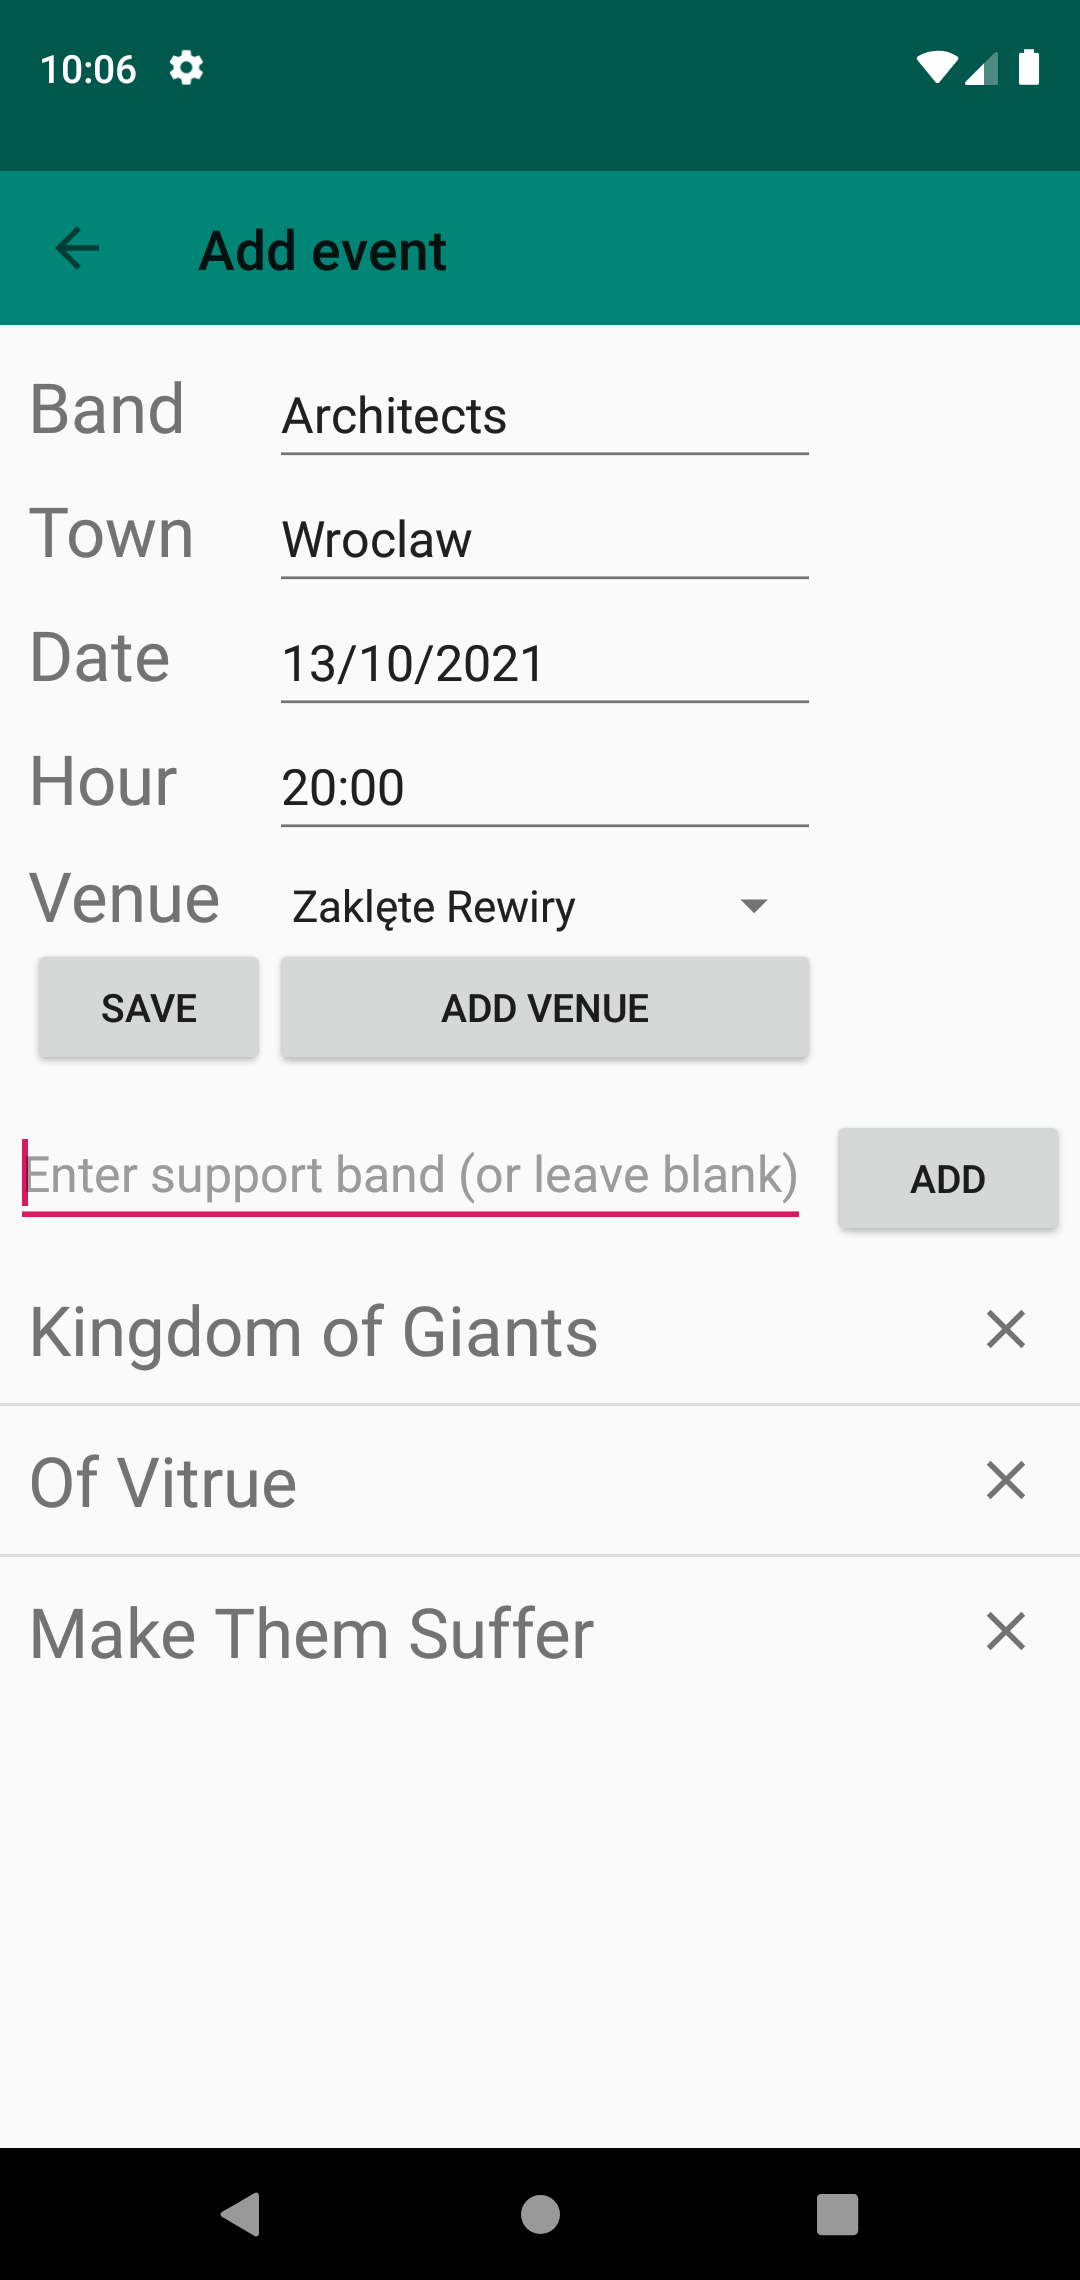 10:06
Add event
Band Architects
Town Wroclaw
Date 13/10/2021
Hour 20:00
Venue Zaklęte Rewiry
SAVE ADD VENUE
Enter support band (or leave blank) ADD
Kingdom of Giants
Of Vitrue
Make Them Suffer